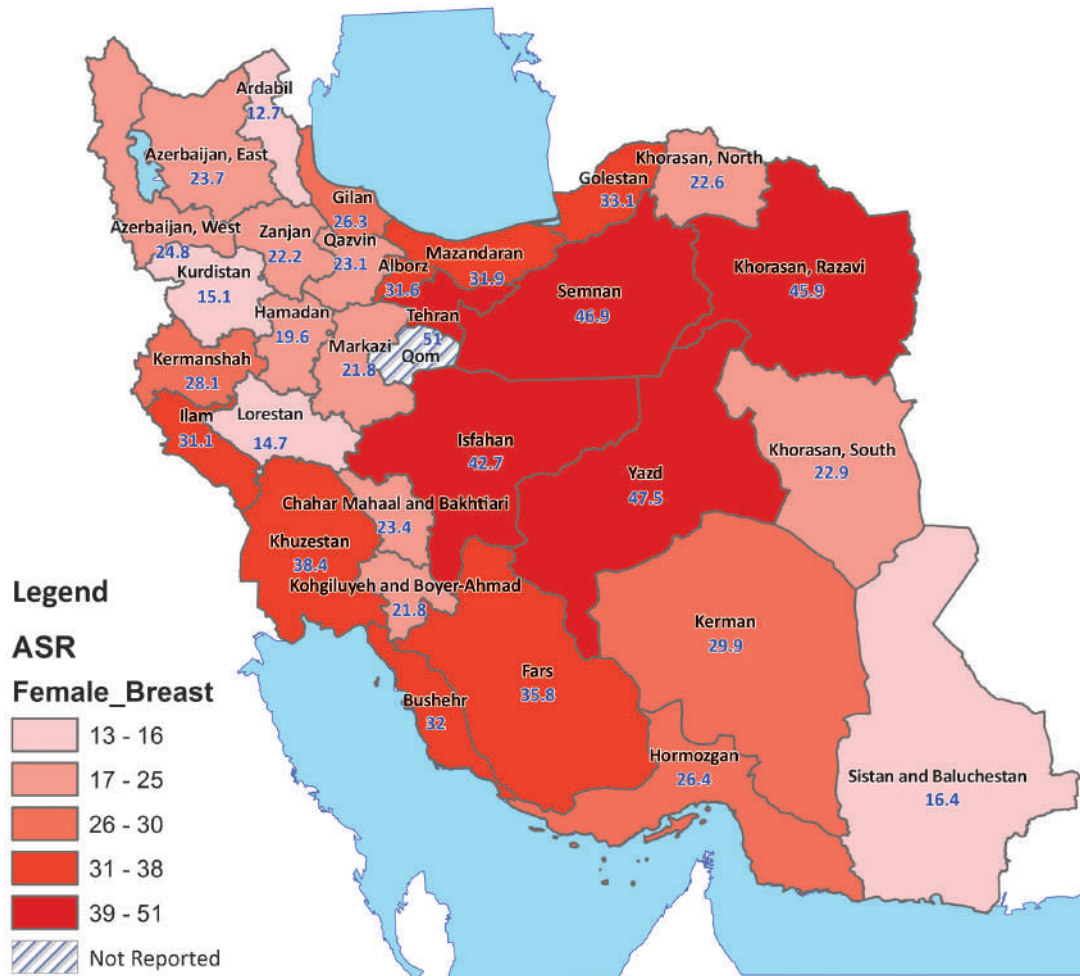 Ardabil
12.7
Azerbaijan, East
23.7
Khorasan, North
22.6
Golestan
33.1
Gilan
26.3
Azerbaijan, West
24.8
Zanjan
22.2
Qazvin
23.1
Mazandaran
31.9
Alborz
31.6
Khorasan, Razavi
45.9
Kurdistan
15.1
Semnan
46.9
Hamadan
19.6
Tehran
51
Markazi
21.8
Qom
Kermanshah
28.1
Ilam
31.1
Lorestan
14.7
Isfahan
42.7
Yazd
47.5
Khorasan, South
22.9
Chahar Mahaal and Bakhtiari
23.4
Khuzestan
38.4
Kohgiluyeh and Boyer-Ahmad
21.8
Kerman
29.9
Fars
35.8
Bushehr
32
Hormozgan
26.4
Sistan and Baluchestan
16.4
Legend
ASR
Female_Breast
13 - 16
17 - 25
26 - 30
31 - 38
39 - 51
Not Reported